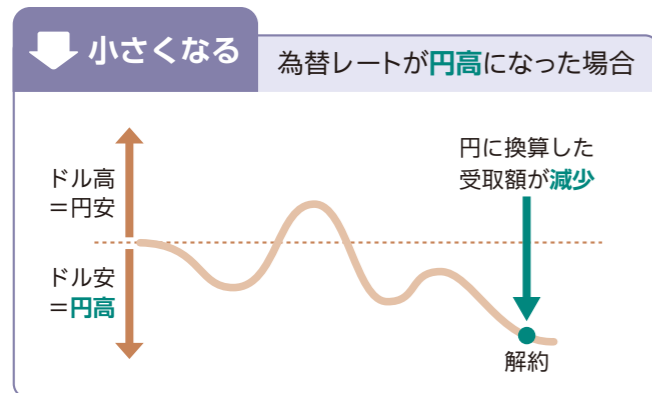 小さくなる
為替レートが円高になった場合
ドル高
＝円安
円に換算した
受取額が減少
ドル安
＝円高
解約